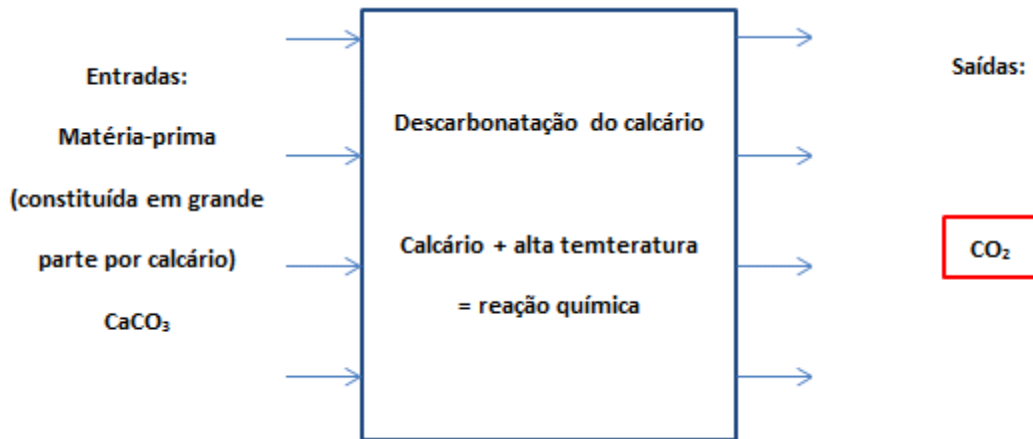 Entradas:
Matéria-prima
(constituída em grande
parte por calcário)
CaCO₃
Descarbonatação do calcário
Calcário + alta temteratura
= reação química
Saídas:
CO₂